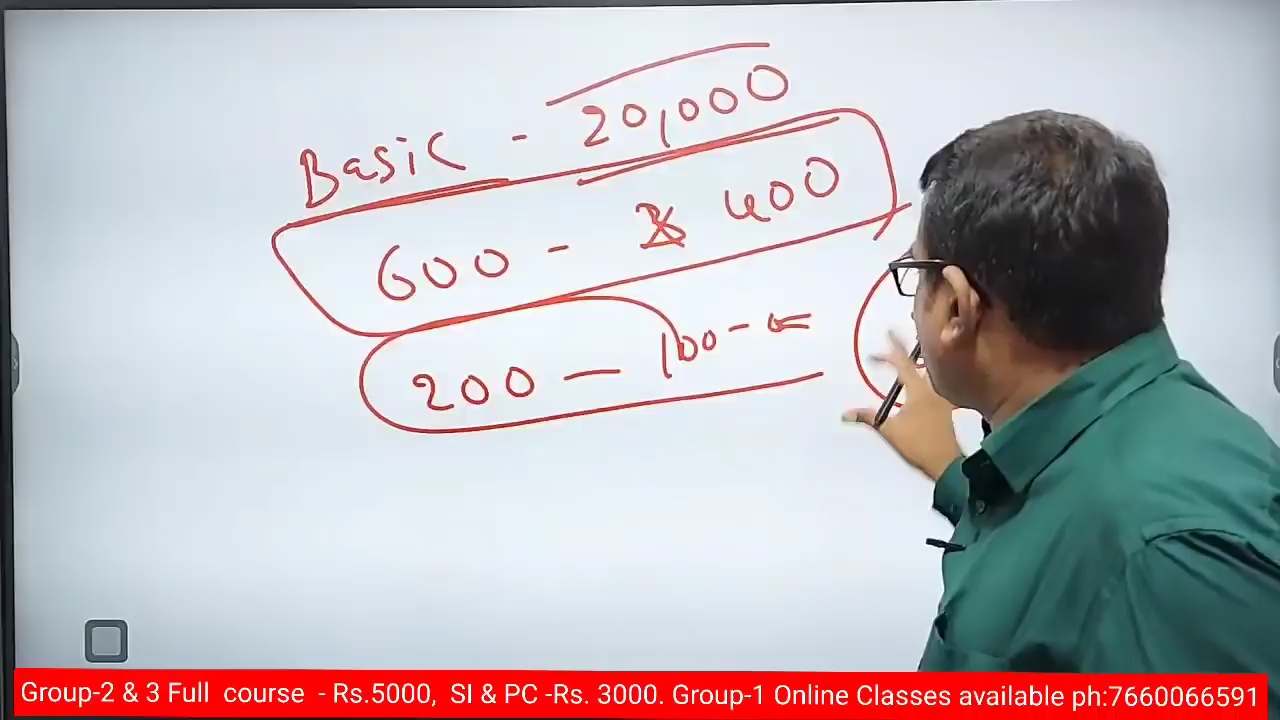 Basic - 20,000
600 - 400
200 - 100 -
Group-2 & 3 Full course - Rs.5000, SI & PC -Rs. 3000. Group-1 Online Classes available ph:7660066591